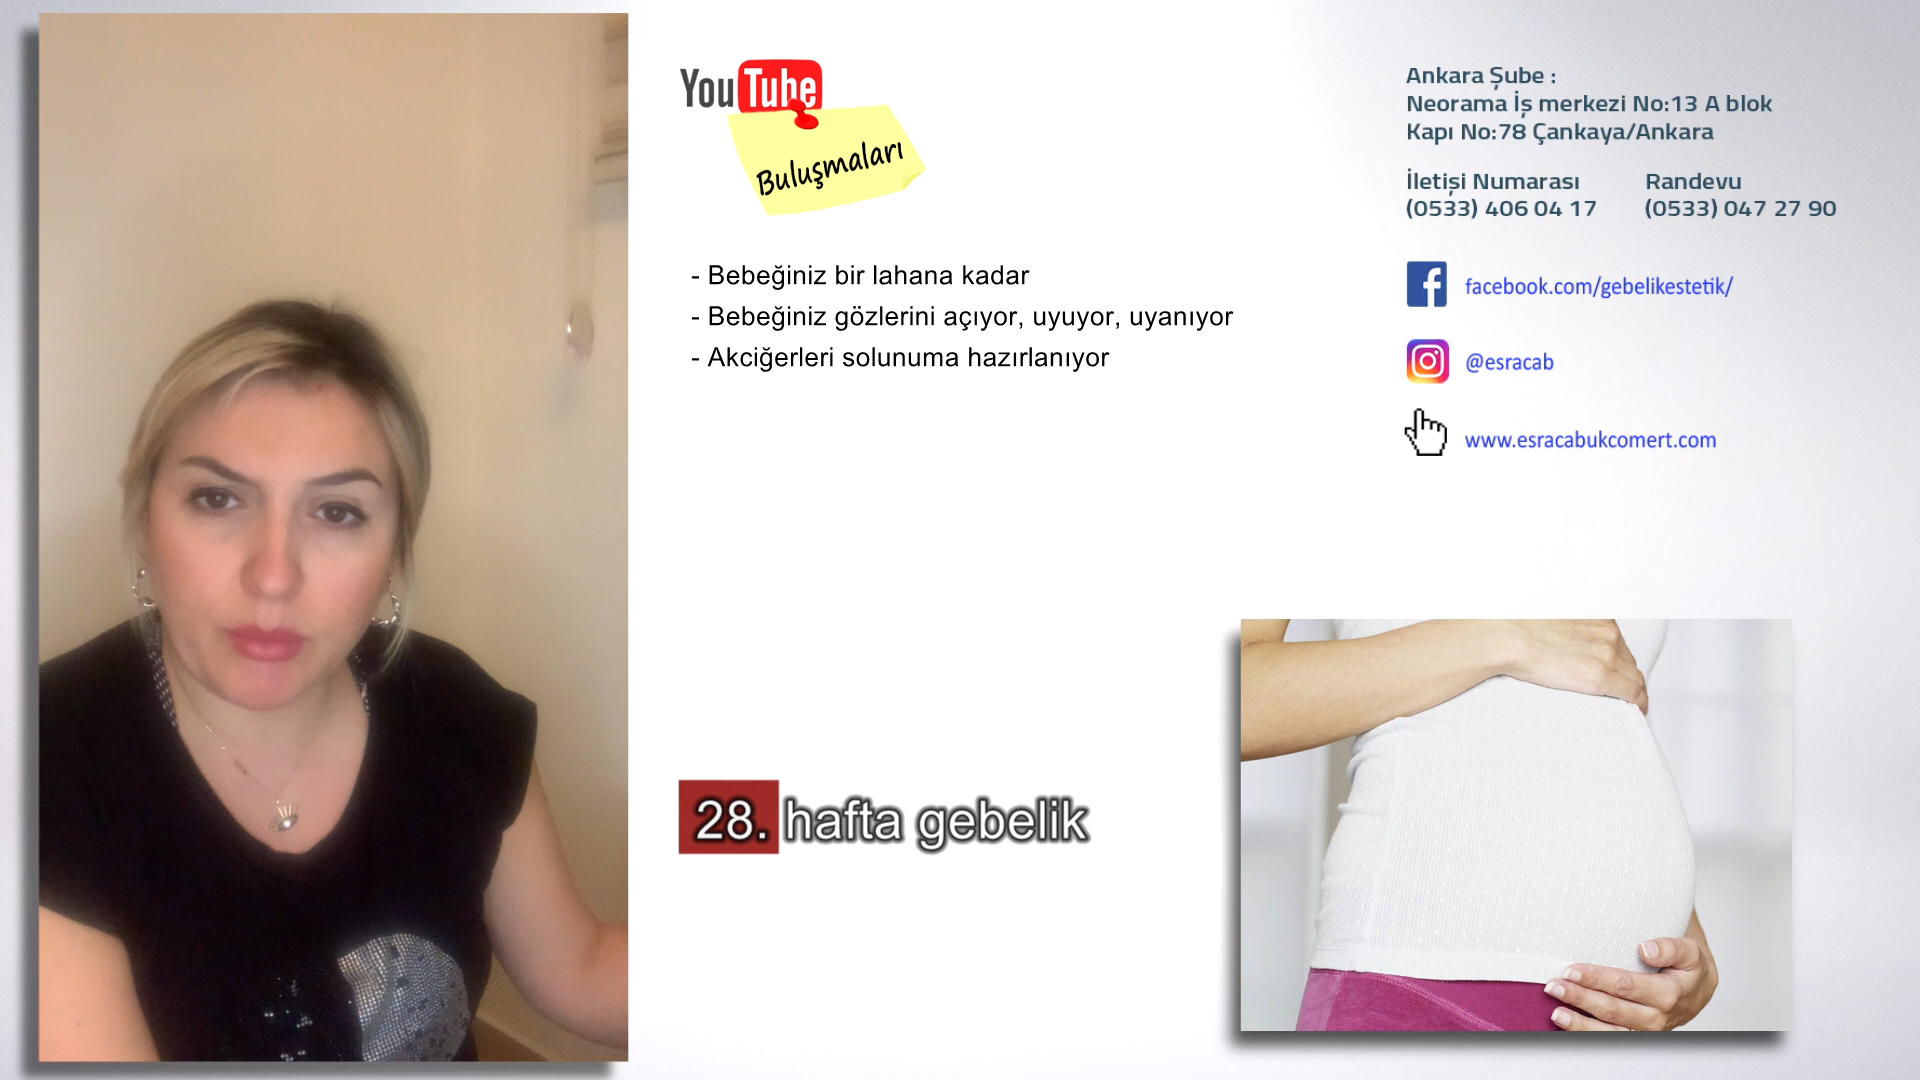 YouTube
Buluşmaları
- Bebeğiniz bir lahana kadar
- Bebeğiniz gözlerini açıyor, uyuyor, uyanıyor
- Akciğerleri solunuma hazırlanıyor
28. hafta gebelik
Ankara Şube :
Neorama İş merkezi No:13 A blok
Kapı No:78 Çankaya/Ankara
İletişi Numarası Randevu
(0533) 406 04 17 (0533) 047 27 90
facebook.com/gebelikestetik/
@esracab
www.esracabukcomert.com